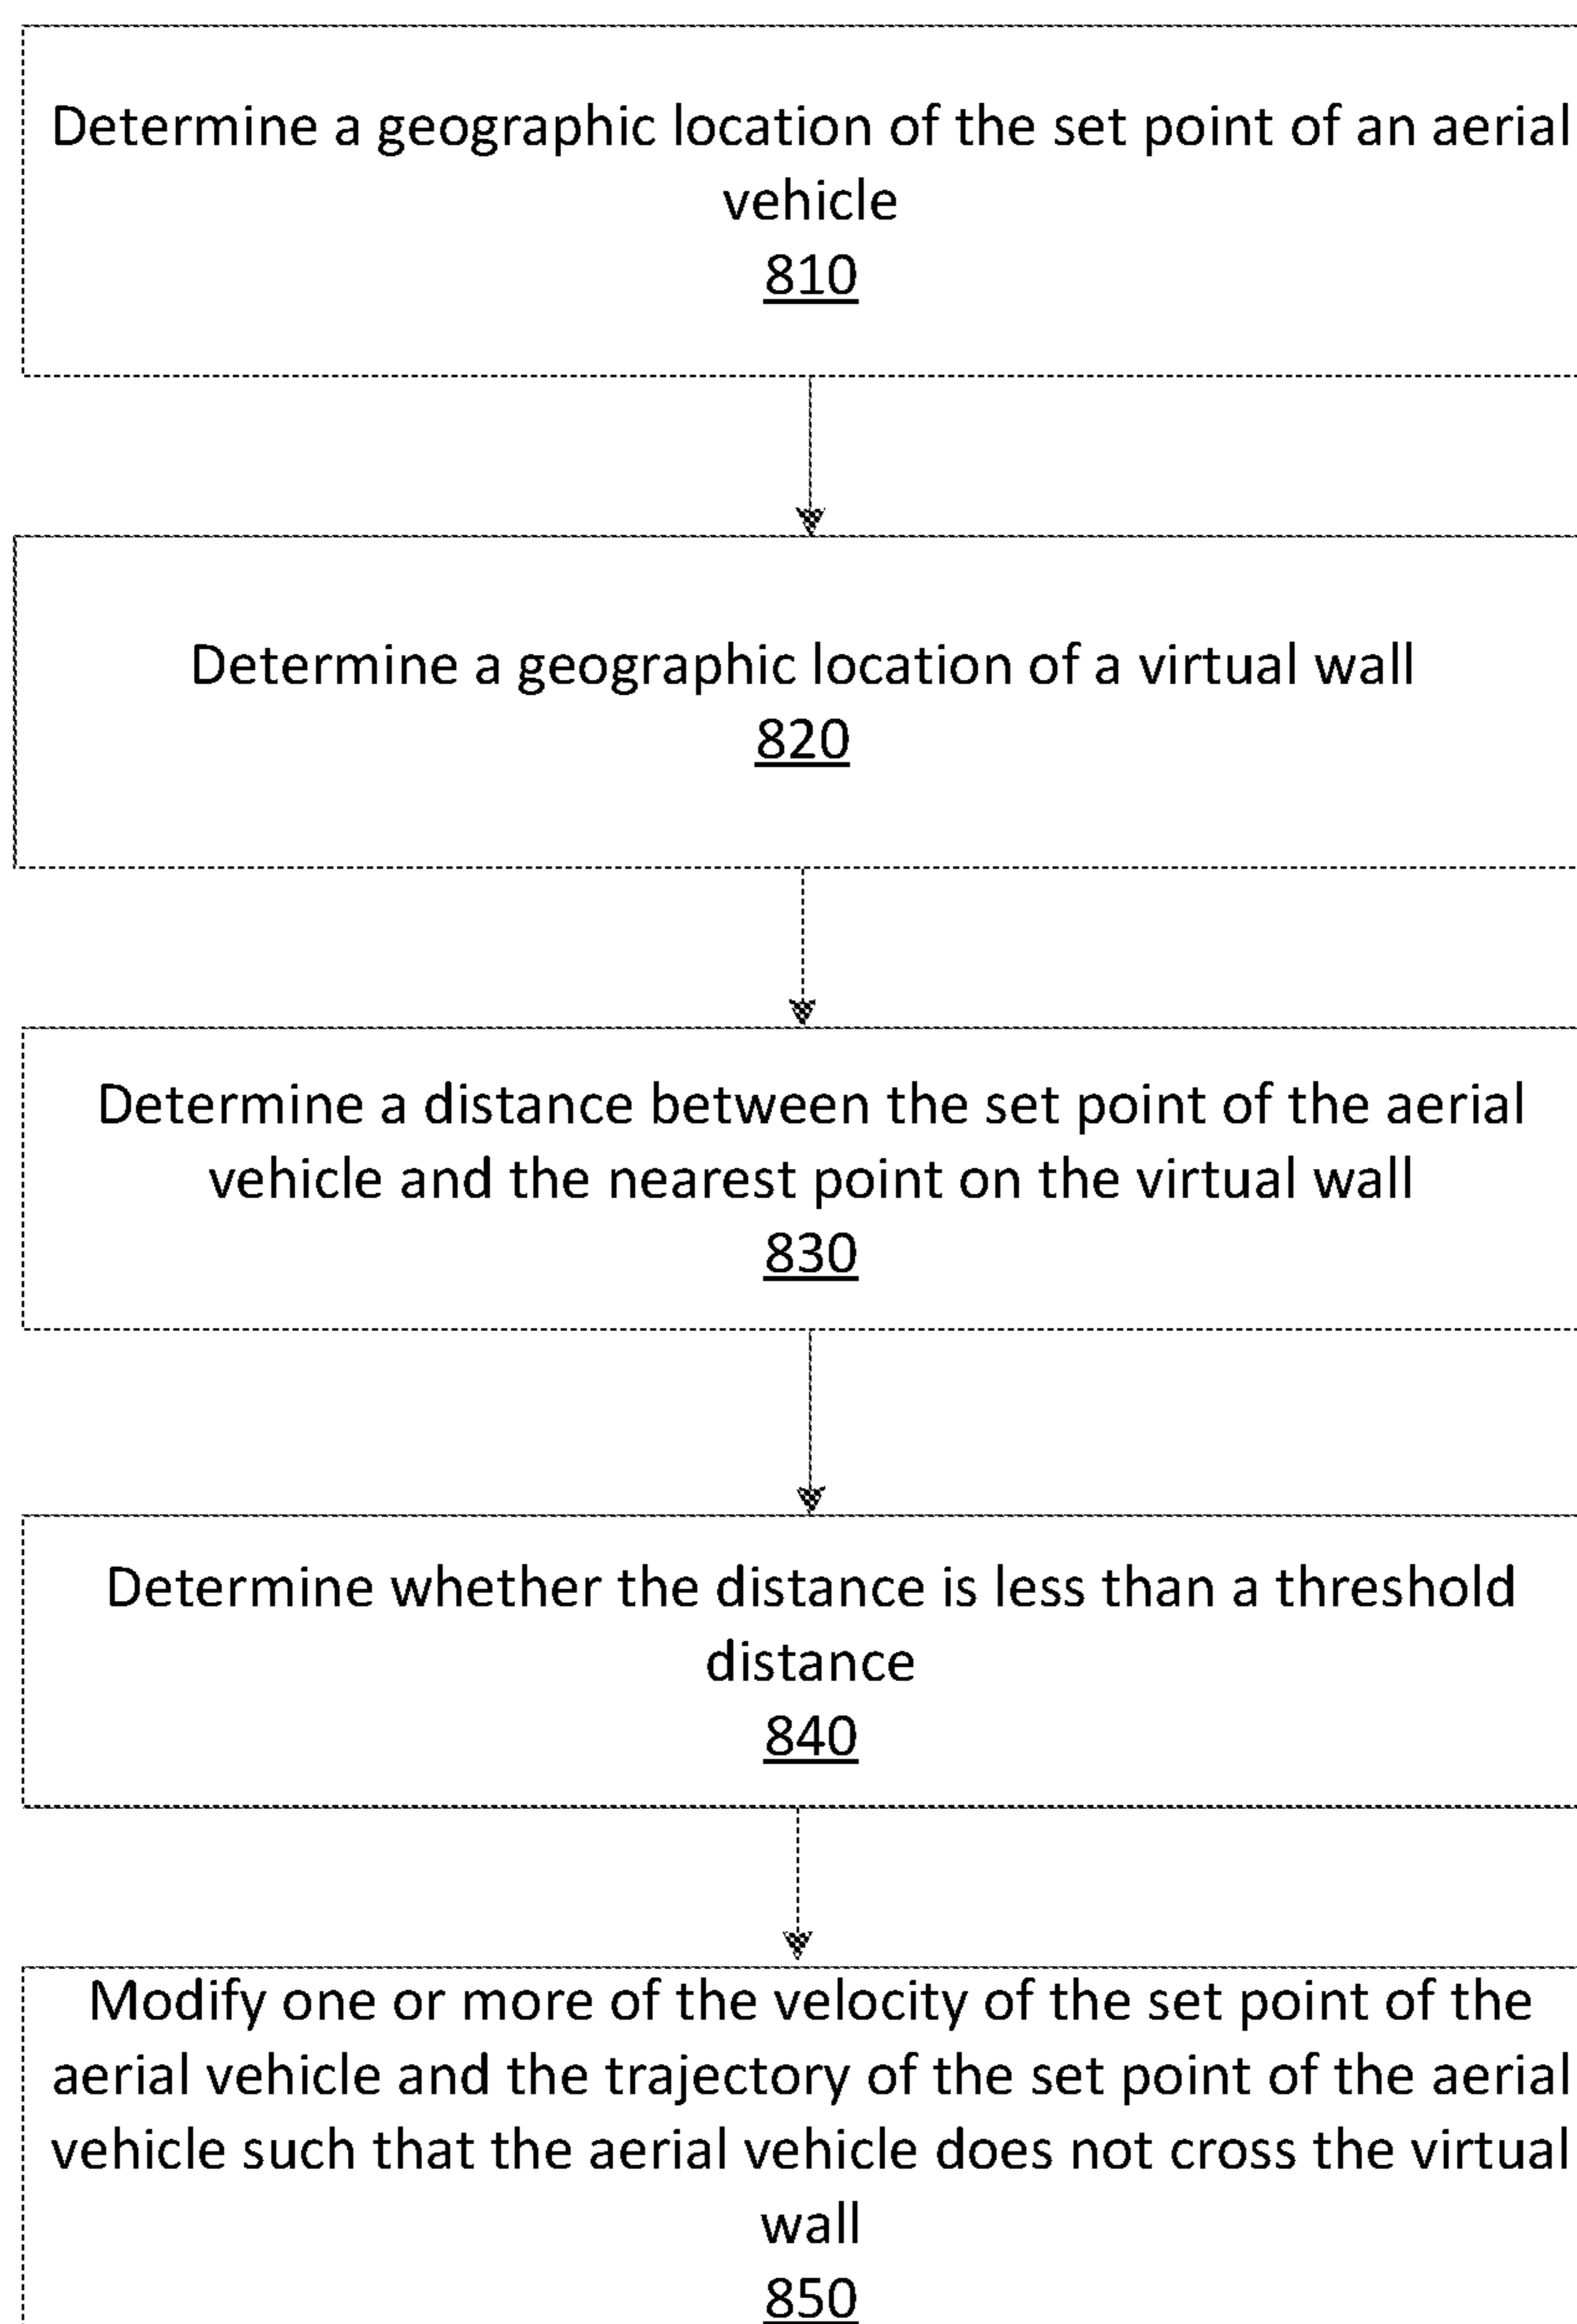 Determine a geographic location of the set point of an aerial
vehicle
810
Determine a geographic location of a virtual wall
820
Determine a distance between the set point of the aerial
vehicle and the nearest point on the virtual wall
830
Determine whether the distance is less than a threshold
distance
840
Modify one or more of the velocity of the set point of the
aerial vehicle and the trajectory of the set point of the aerial
vehicle such that the aerial vehicle does not cross the virtual
wall
850